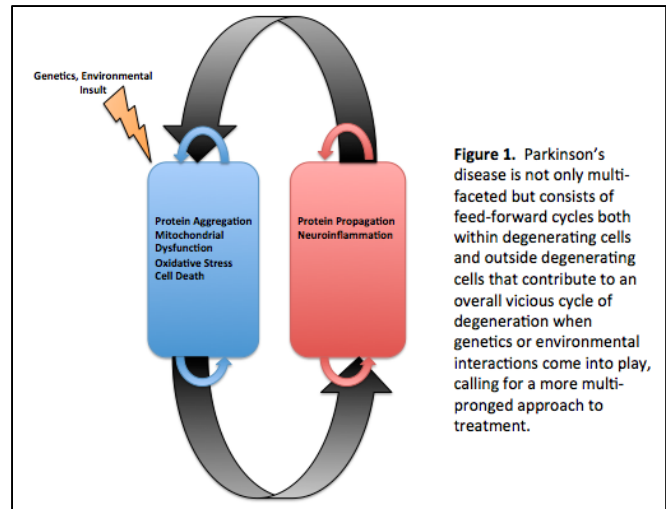 Genetics, Environmental
Insult
Protein Aggregation
Mitochondrial
Dysfunction
Oxidative Stress
Cell Death
Protein Propagation
Neuroinflammation
Figure 1. Parkinson's
disease is not only multi-
faceted but consists of
feed-forward cycles both
within degenerating cells
and outside degenerating
cells that contribute to an
overall vicious cycle of
degeneration when
genetics or environmental
interactions come into play,
calling for a more multi-
pronged approach to
treatment.